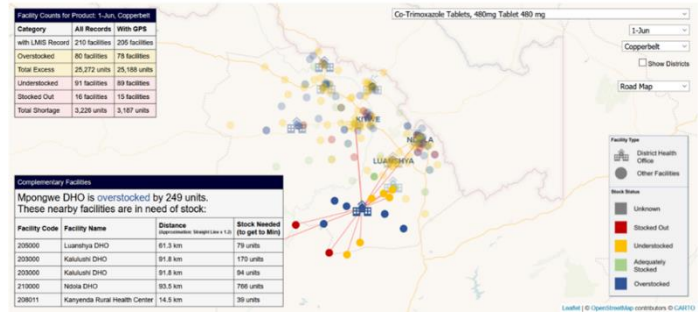 Facility Counts for Product: 1-Jun, Copperbelt
Category All Records With GPS
with LMIS Record 210 facilities 205 facilities
Overstocked 80 facilities 78 facilities
Total Excess 25,272 units 25,188 units
Understocked 91 facilities 89 facilities
Stocked Out 16 facilities 15 facilities
Total Shortage 3,226 units 3,187 units
Co-Trimoxazole Tablets, 480mg Tablet 480 mg
1-Jun
Copperbelt
Show Districts
Road Map
KITWE
NDOLA
LUANSHYA
Facility Type
District Health
Office
Other Facilities
Stock Status
Unknown
Stocked Out
Understocked
Adequately
Stocked
Overstocked
Complementary Facilities
Mpongwe DHO is overstocked by 249 units.
These nearby facilities are in need of stock:
Facility Code Facility Name Distance Stock Needed
(Approximation: Straight Line x 1.3) (to get to Min)
205000 Luanshya DHO 61.3 km 79 units
203000 Kalulushi DHO 91.8 km 170 units
203000 Kalulushi DHO 91.8 km 94 units
210000 Ndola DHO 93.5 km 766 units
208011 Kanyenda Rural Health Center 14.5 km 39 units
Leaflet | © OpenStreetMap contributors © CARTO